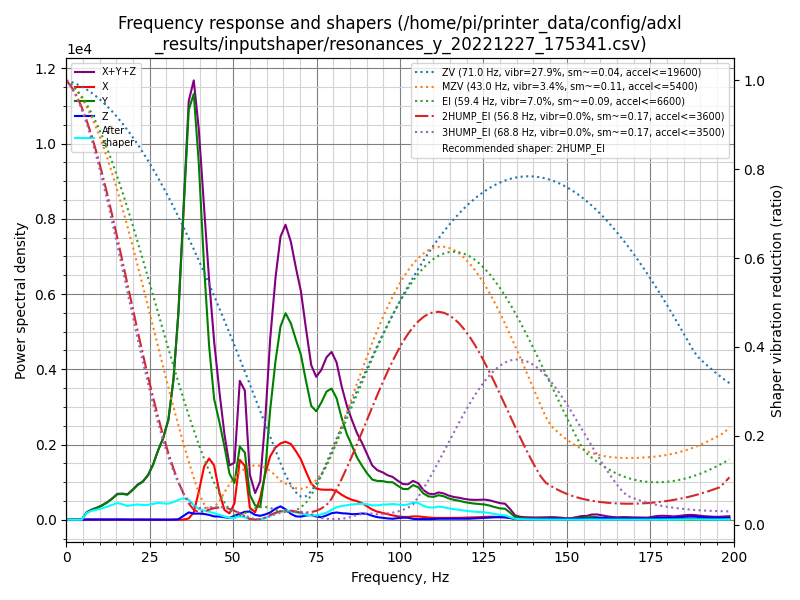 Frequency response and shapers (/home/pi/printer_data/config/adxl
_results/inputshaper/resonances_y_20221227_175341.csv)
1e4
X+Y+Z
X
Y
Z
After
shaper
ZV (71.0 Hz, vibr=27.9%, sm~=0.04, accel<=19600)
MZV (43.0 Hz, vibr=3.4%, sm~=0.11, accel<=5400)
EI (59.4 Hz, vibr=7.0%, sm~=0.09, accel<=6600)
2HUMP_EI (56.8 Hz, vibr=0.0%, sm~=0.17, accel<=3600)
3HUMP_EI (68.8 Hz, vibr=0.0%, sm~=0.17, accel<=3500)
Recommended shaper: 2HUMP_EI
Power spectral density
1.2
1.0
0.8
0.6
0.4
0.2
0.0
Shaper vibration reduction (ratio)
1.0
0.8
0.6
0.4
0.2
0.0
0 25 50 75 100 125 150 175 200
Frequency, Hz